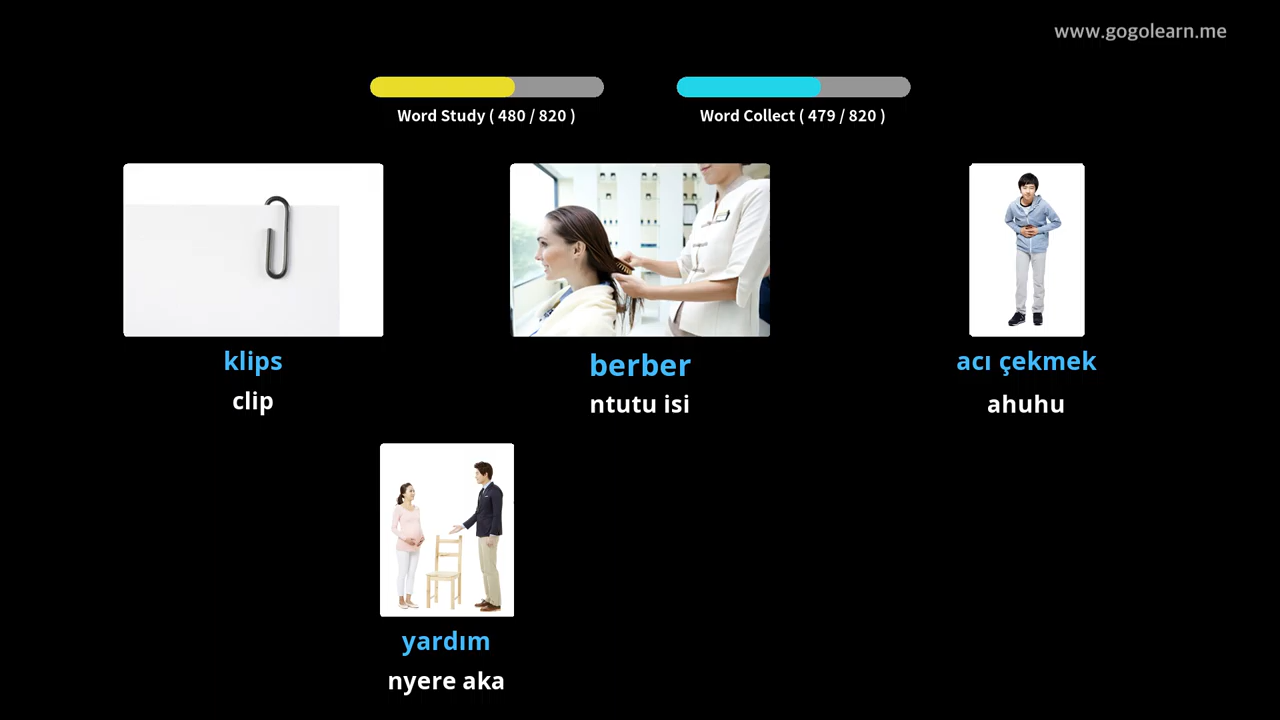 www.gogolearn.me
Word Study ( 480 / 820 )
Word Collect ( 479 / 820 )
klips
clip
berber
ntutu isi
acı çekmek
ahuhu
yardım
nyere aka